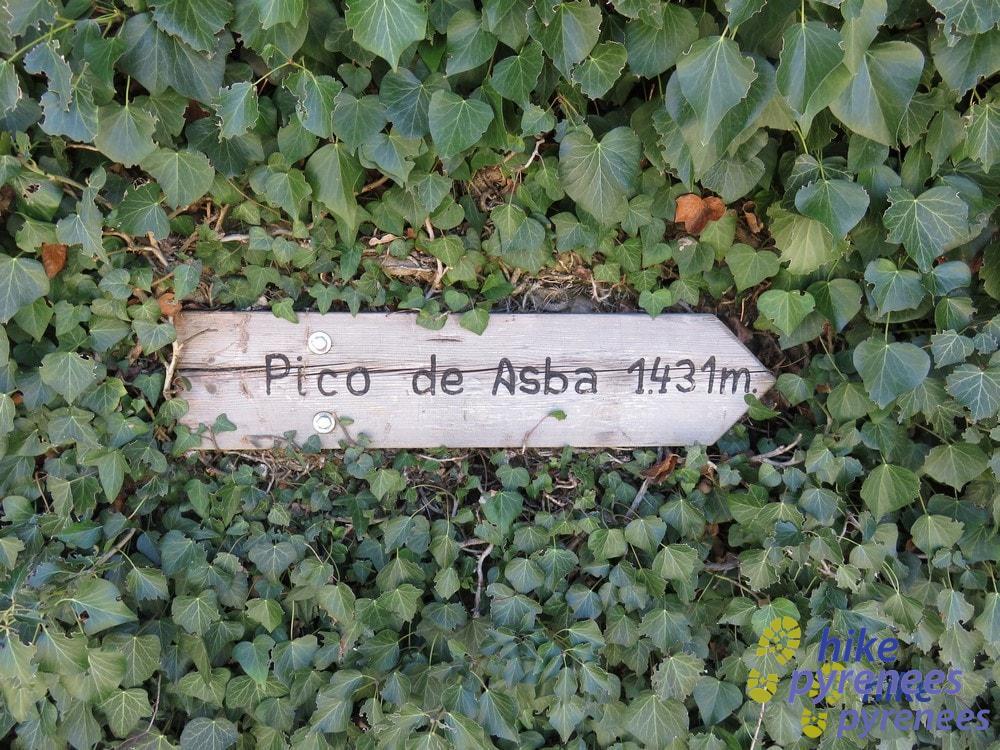 Pico de Asba 1.431m.
hike
pyrenees
pyrenees